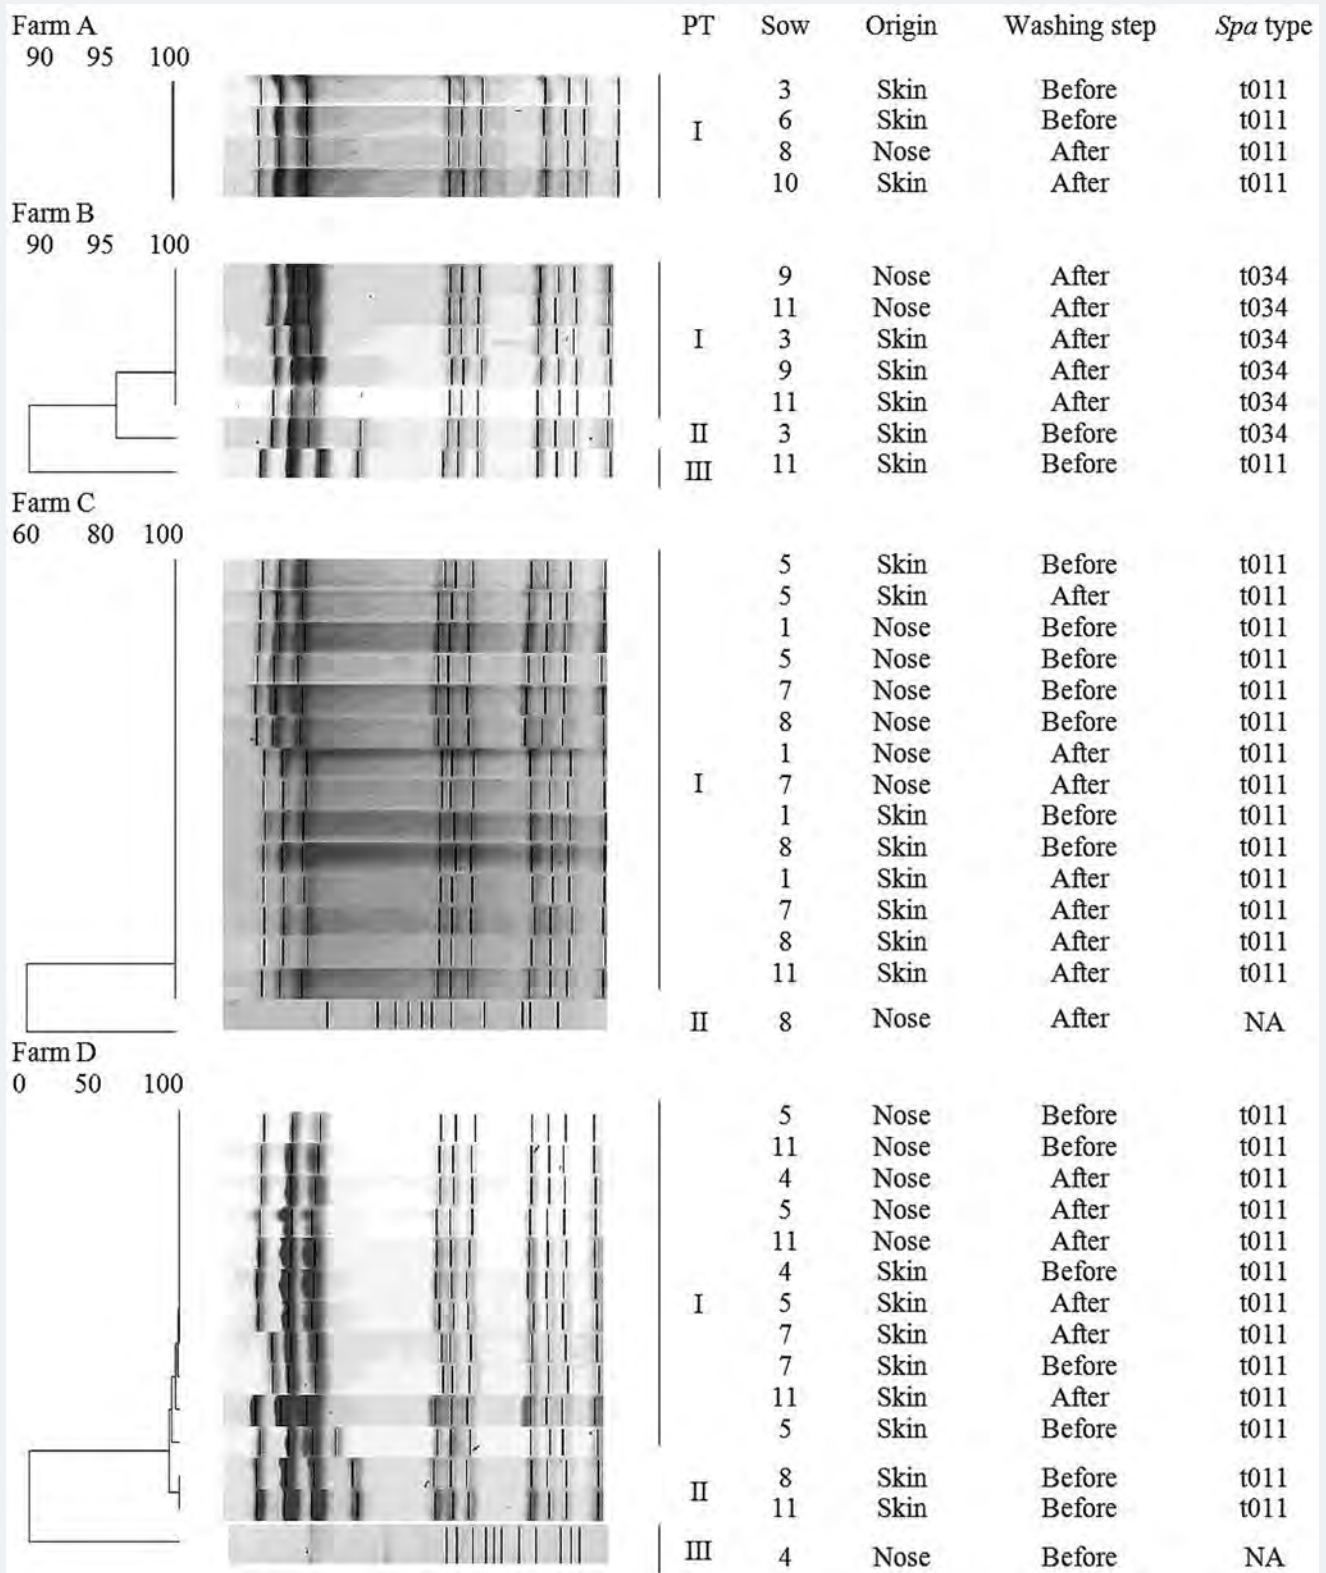 Farm A PT Sow Origin Washing step Spa type
90 95 100
3 Skin Before t011
I 6 Skin Before t011
8 Nose After t011
10 Skin After t011
Farm B
90 95 100
9 Nose After t034
11 Nose After t034
I 3 Skin After t034
9 Skin After t034
11 Skin After t034
II 3 Skin Before t034
III 11 Skin Before t011
Farm C
60 80 100
5 Skin Before t011
5 Skin After t011
1 Nose Before t011
5 Nose Before t011
7 Nose Before t011
8 Nose Before t011
1 Nose After t011
I 7 Nose After t011
1 Skin Before t011
8 Skin Before t011
1 Skin After t011
7 Skin After t011
8 Skin After t011
11 Skin After t011
II 8 Nose After NA
Farm D
0 50 100
5 Nose Before t011
11 Nose Before t011
4 Nose After t011
5 Nose After t011
11 Nose After t011
4 Skin Before t011
I 5 Skin After t011
7 Skin After t011
7 Skin Before t011
11 Skin After t011
5 Skin Before t011
8 Skin Before t011
II 11 Skin Before t011
III 4 Nose Before NA